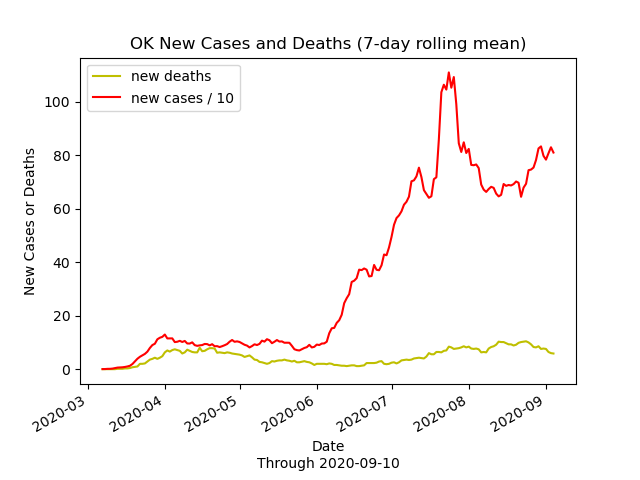 OK New Cases and Deaths (7-day rolling mean)
new deaths
new cases / 10
100
80
60
40
20
0
New Cases or Deaths
2020-03
2020-04
2020-05
2020-06
2020-07
2020-08
2020-09
Date
Through 2020-09-10